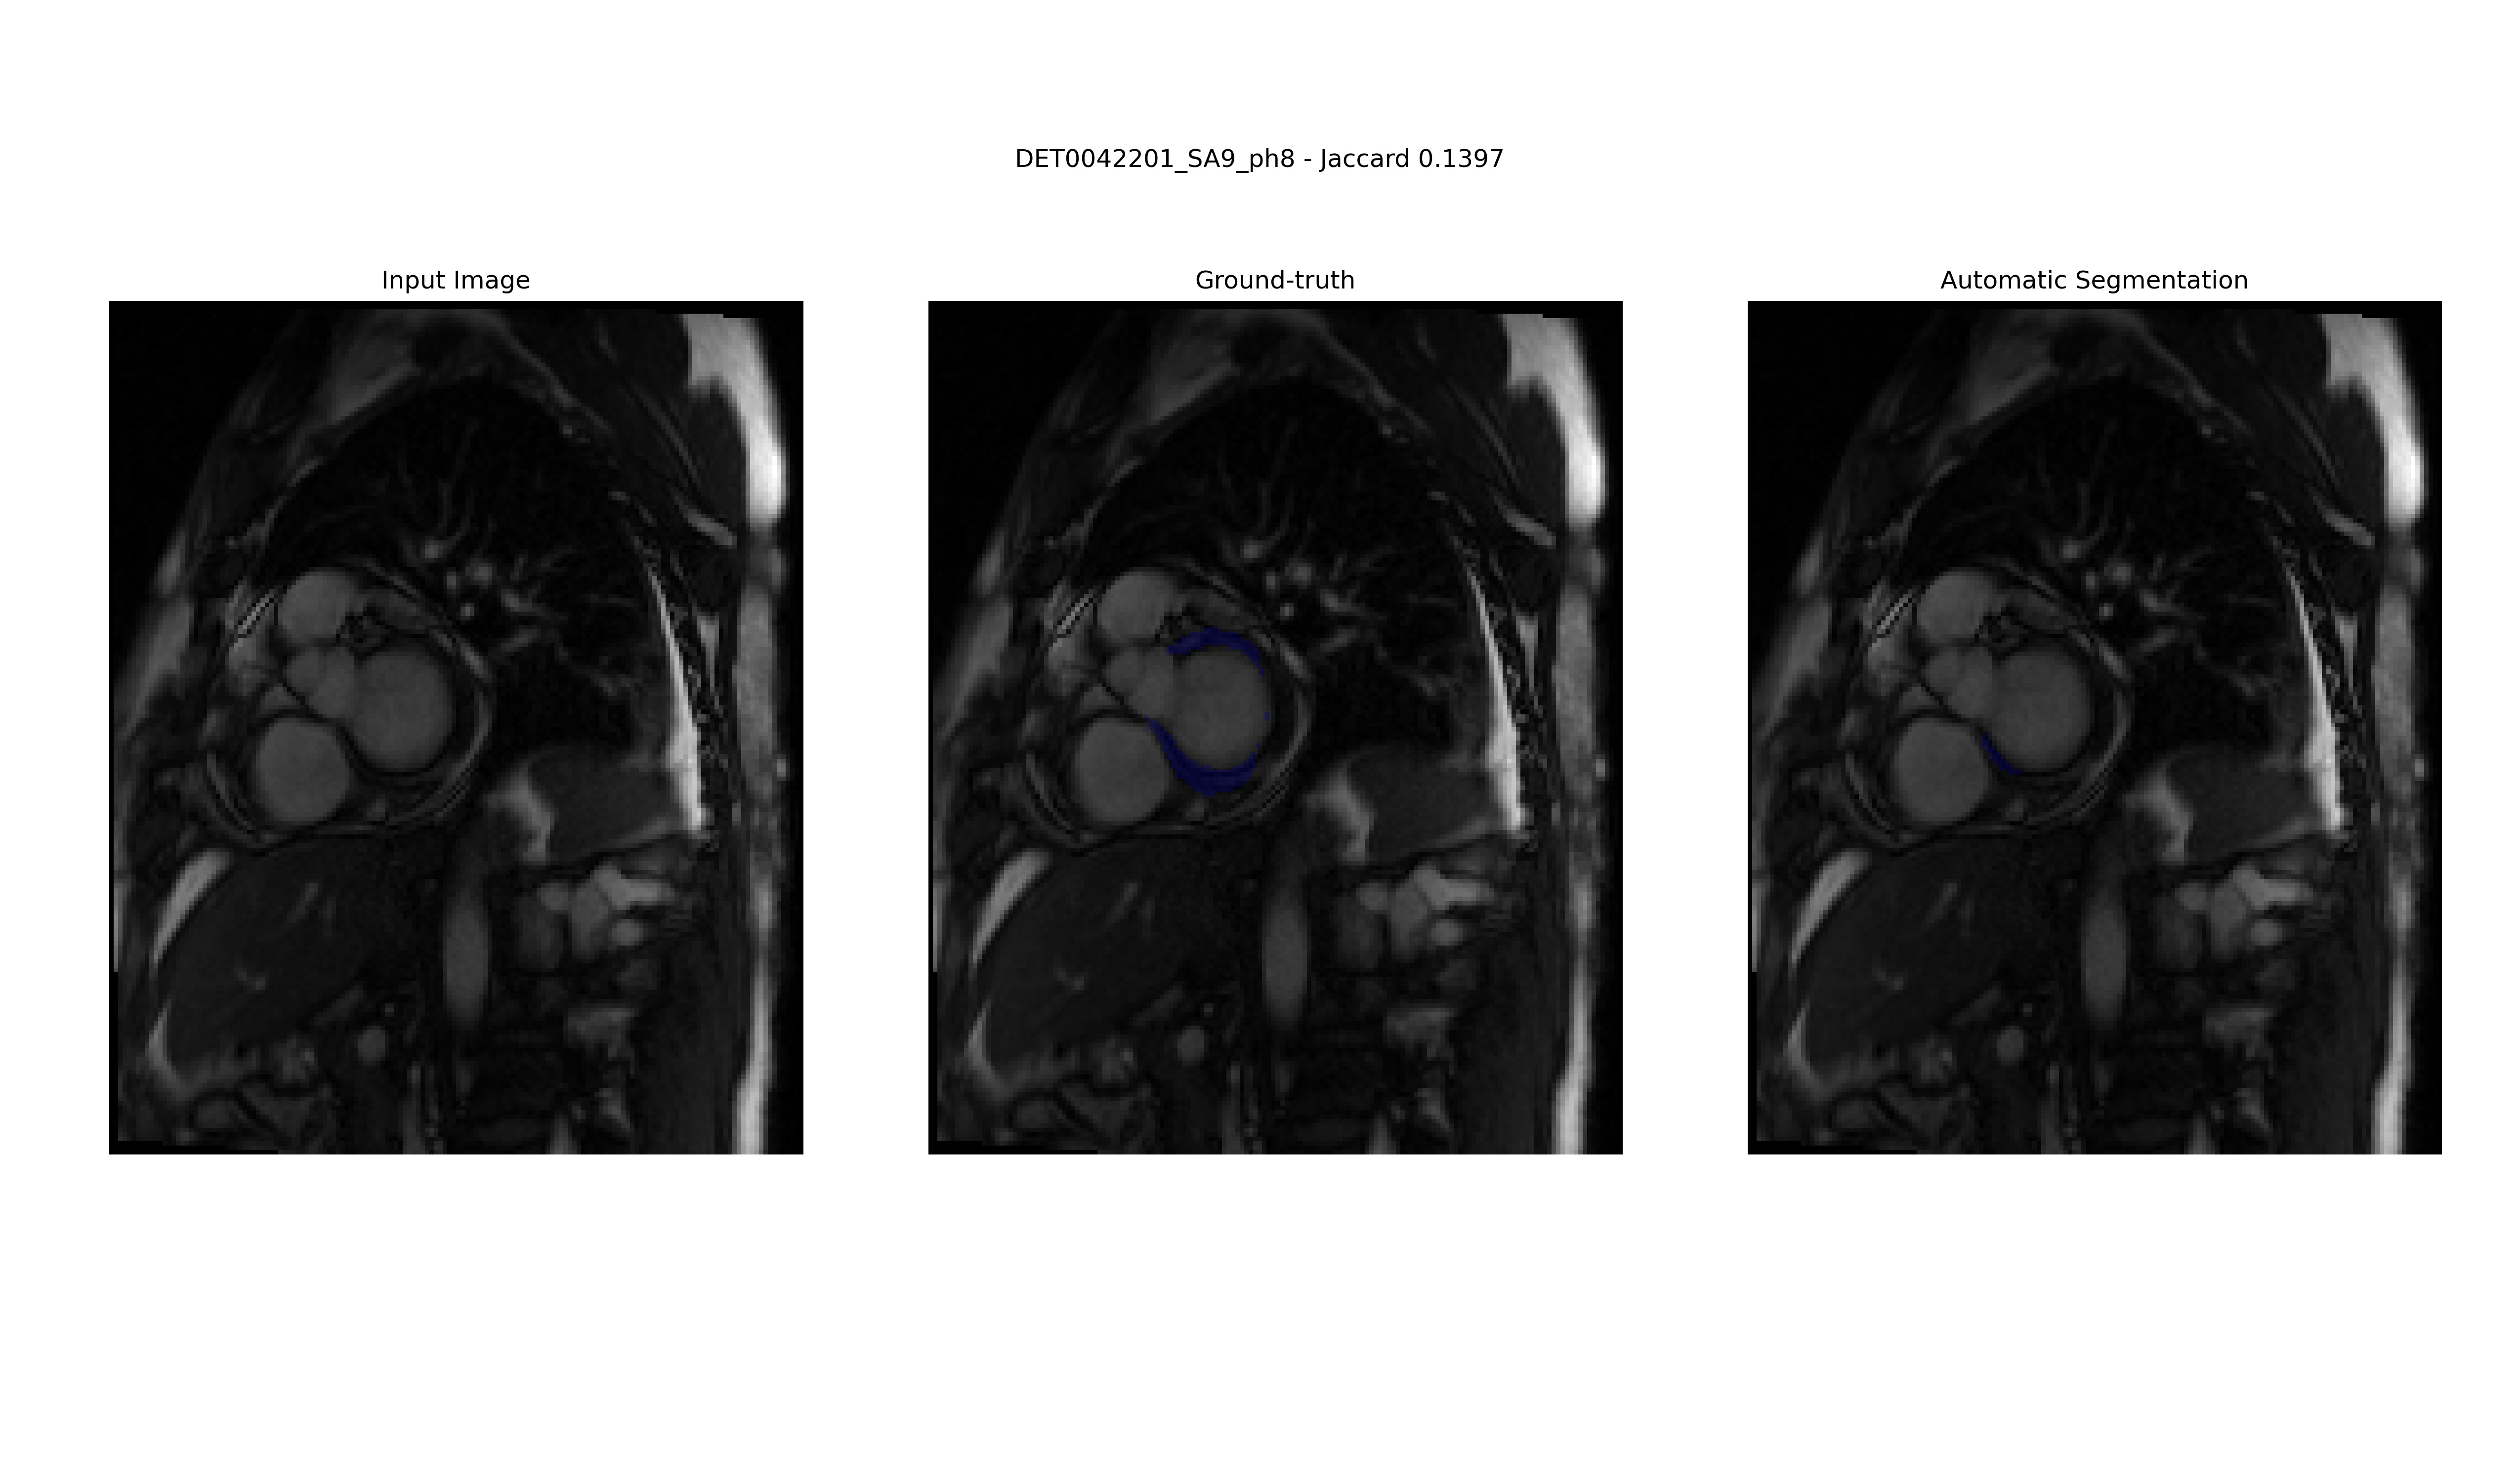 DET0042201_SA9_ph8 - Jaccard 0.1397
Input Image
Ground-truth
Automatic Segmentation